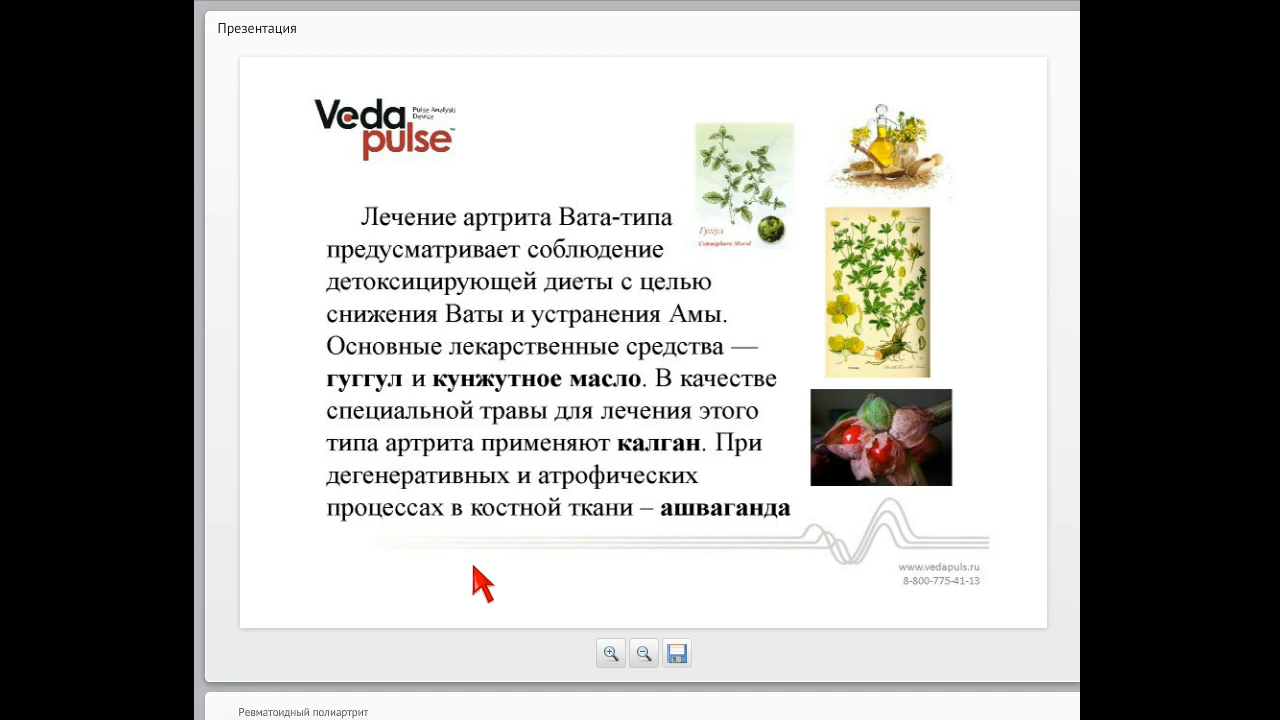 Презентация
Veda
Pulse Analysis
Device
pulse™
Гуггул
Лечение артрита Вата-типа
предусматривает соблюдение
детоксицирующей диеты с целью
снижения Ваты и устранения Амы.
Основные лекарственные средства —
гуггул и кунжутное масло. В качестве
специальной травы для лечения этого
типа артрита применяют калган. При
дегенеративных и атрофических
процессах в костной ткани – ашваганда
www.vedapuls.ru
8-800-775-41-13
Ревматоидный полиартрит